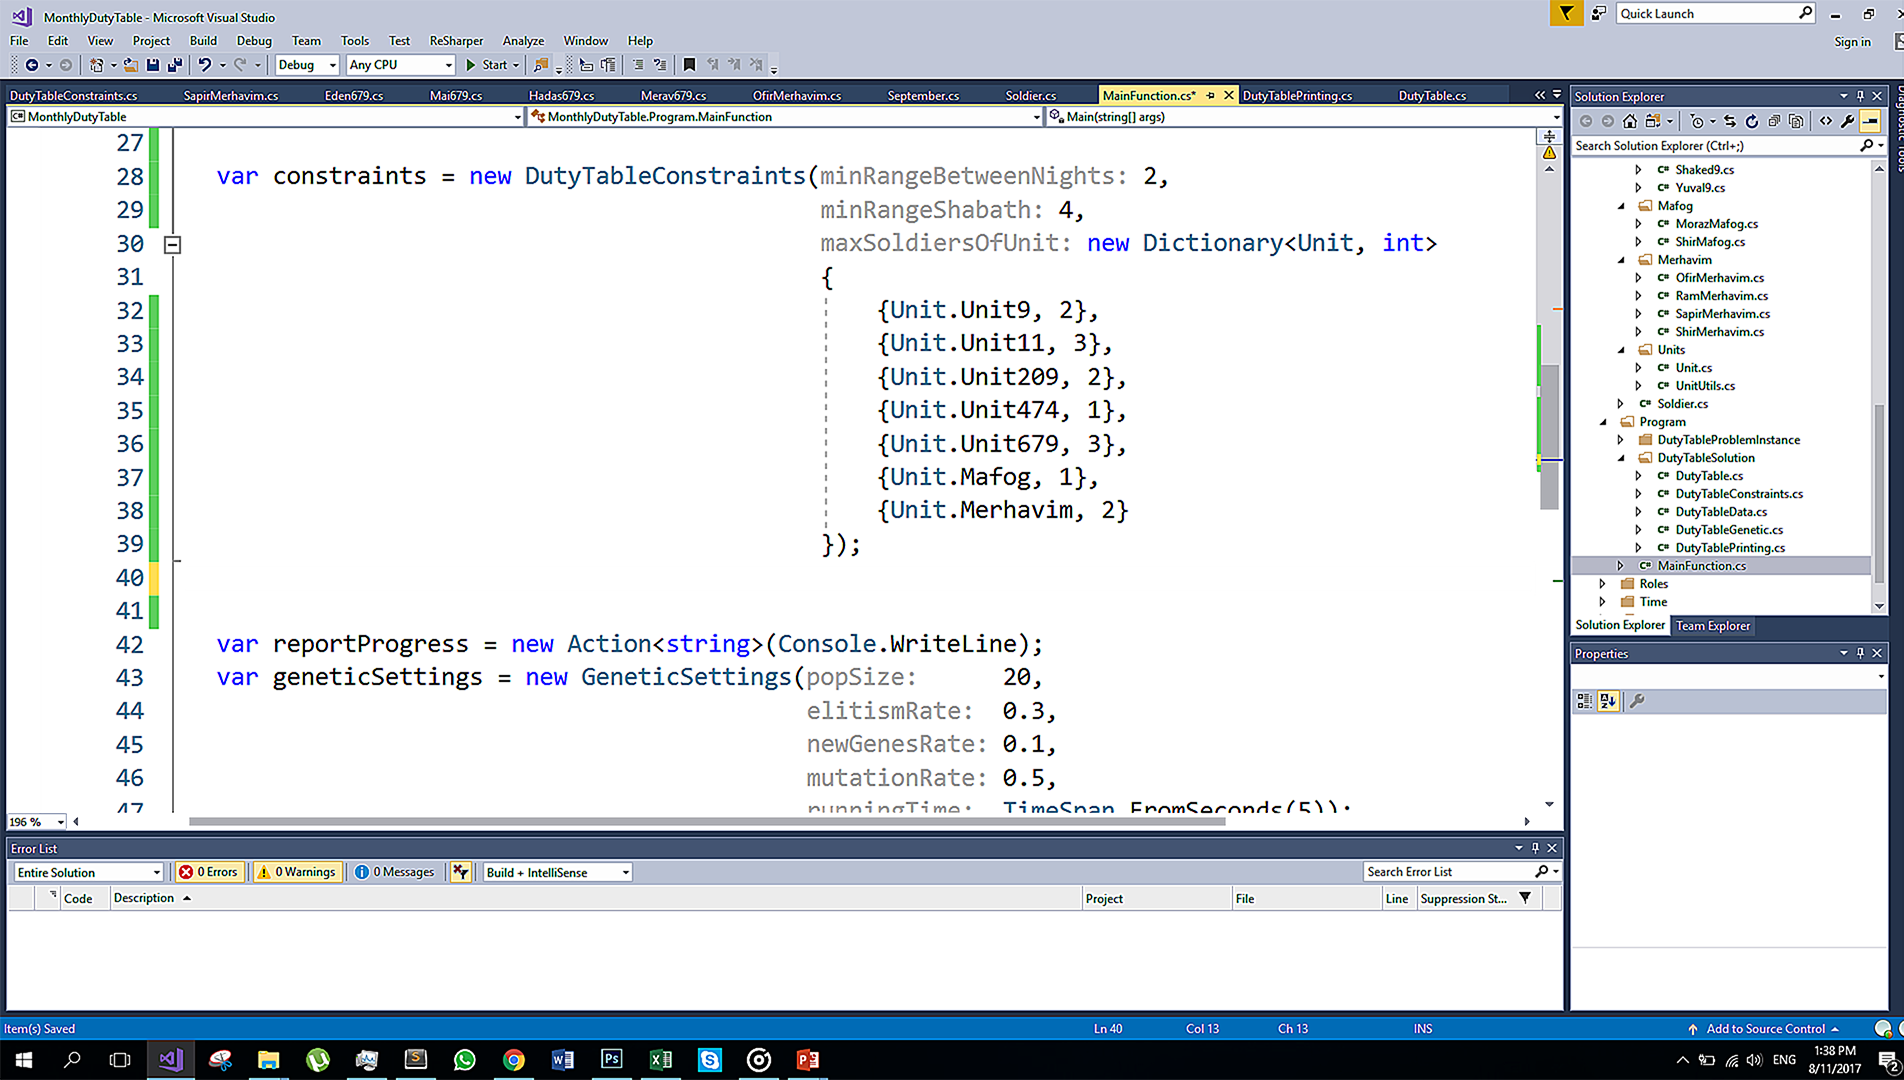 MonthlyDutyTable - Microsoft Visual Studio
Quick Launch
File Edit View Project Build Debug Team Tools Test ReSharper Analyze Window Help
Sign in
Debug Any CPU Start
DutyTableConstraints.cs SapirMerhavim.cs Eden679.cs Mai679.cs Hadas679.cs Merav679.cs OfirMerhavim.cs September.cs Soldier.cs MainFunction.cs* DutyTablePrinting.cs DutyTable.cs
MonthlyDutyTable MonthlyDutyTable.Program.MainFunction Main(string[] args)
27
28 var constraints = new DutyTableConstraints(minRangeBetweenNights: 2,
29 minRangeShabath: 4,
30 maxSoldiersOfUnit: new Dictionary<Unit, int>
31 {
32 {Unit.Unit9, 2},
33 {Unit.Unit11, 3},
34 {Unit.Unit209, 2},
35 {Unit.Unit474, 1},
36 {Unit.Unit679, 3},
37 {Unit.Mafog, 1},
38 {Unit.Merhavim, 2}
39 });
40
41
42 var reportProgress = new Action<string>(Console.WriteLine);
43 var geneticSettings = new GeneticSettings(popSize: 20,
44 elitismRate: 0.3,
45 newGenesRate: 0.1,
46 mutationRate: 0.5,
47 runningTime: TimeSpan.FromSeconds(5));
196 %
Solution Explorer
Search Solution Explorer (Ctrl+;)
C# Shaked9.cs
C# Yuval9.cs
Mafog
C# MorazMafog.cs
C# ShirMafog.cs
Merhavim
C# OfirMerhavim.cs
C# RamMerhavim.cs
C# SapirMerhavim.cs
C# ShirMerhavim.cs
Units
C# Unit.cs
C# UnitUtils.cs
C# Soldier.cs
Program
DutyTableProblemInstance
DutyTableSolution
C# DutyTable.cs
C# DutyTableConstraints.cs
C# DutyTableData.cs
C# DutyTableGenetic.cs
C# DutyTablePrinting.cs
C# MainFunction.cs
Roles
Time
Solution Explorer Team Explorer
Properties
Error List
Entire Solution 0 Errors 0 Warnings 0 Messages Build + IntelliSense Search Error List
Code Description Project File Line Suppression St...
Item(s) Saved Ln 40 Col 13 Ch 13 INS Add to Source Control
ENG 1:38 PM
8/11/2017
2